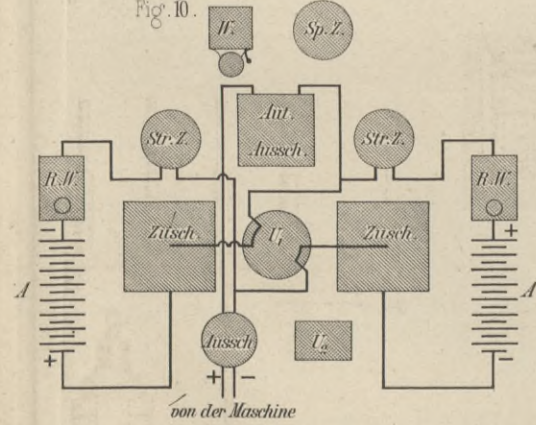 Fig. 10.
W. Sp. Z.
Aut.
Aussch.
Str. Z. Str. Z.
R.W. R.W.
Zusch. U₁ Zusch.
− +
A A
Aussch.
U₂
+ −
+ −
von der Maschine